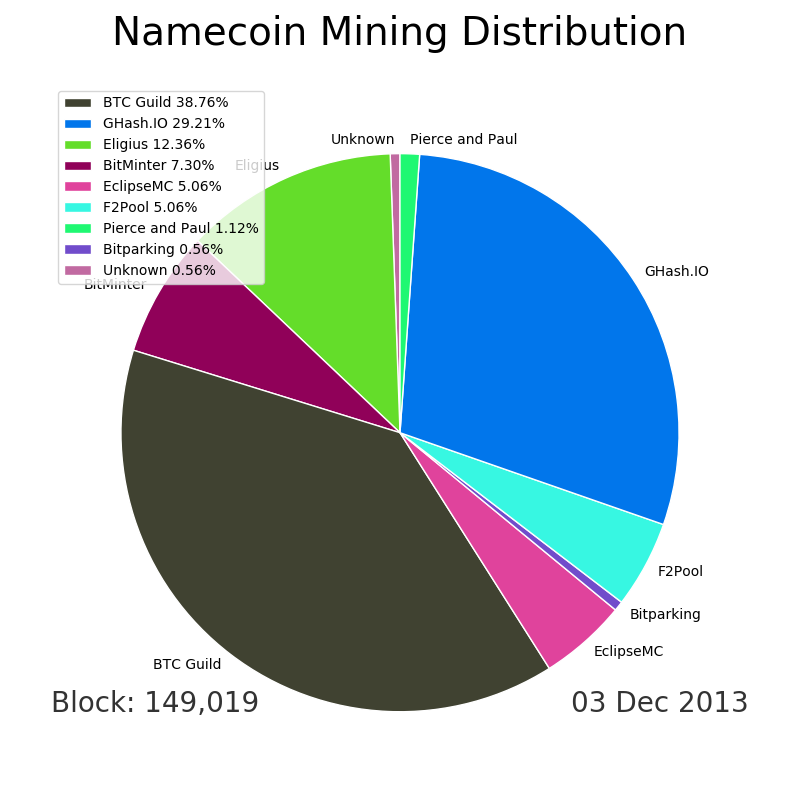 Namecoin Mining Distribution
BTC Guild 38.76%
GHash.IO 29.21%
Eligius 12.36%
BitMinter 7.30%
EclipseMC 5.06%
F2Pool 5.06%
Pierce and Paul 1.12%
Bitparking 0.56%
Unknown 0.56%
Unknown
Pierce and Paul
Eligius
GHash.IO
BitMinter
F2Pool
Bitparking
EclipseMC
BTC Guild
Block: 149,019
03 Dec 2013